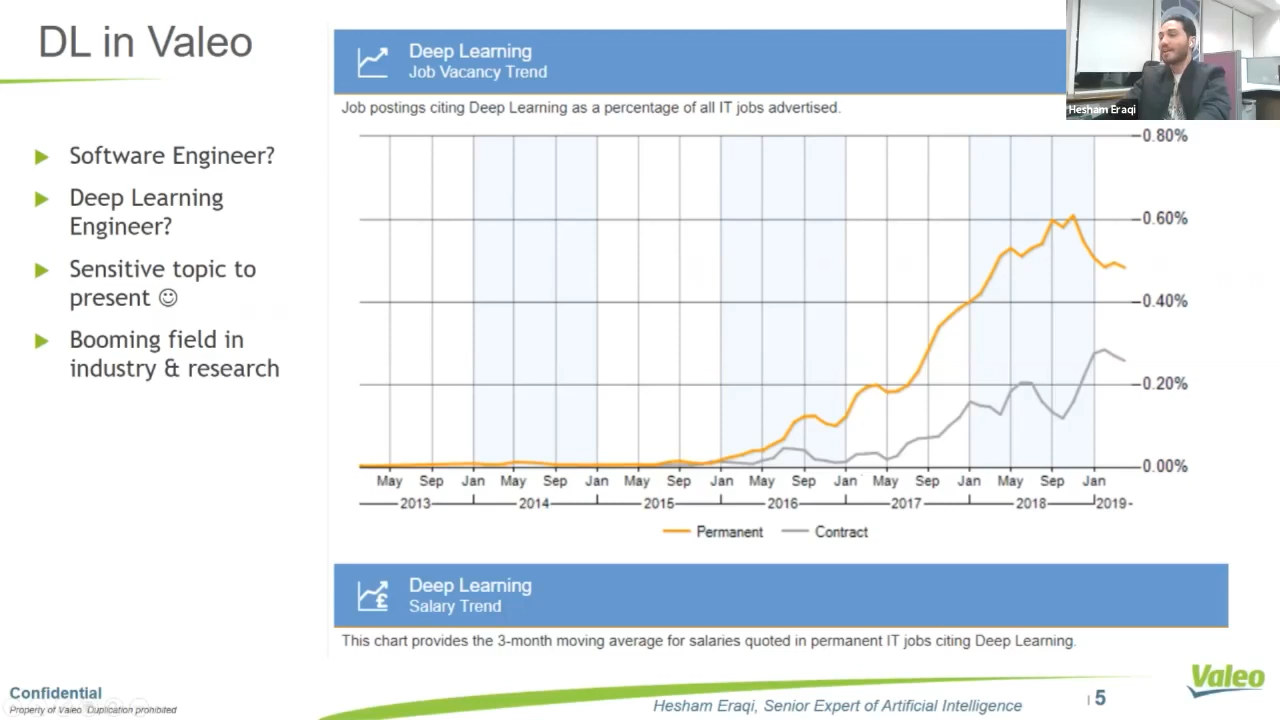 DL in Valeo
Software Engineer?
Deep Learning
Engineer?
Sensitive topic to
present ☺
Booming field in
industry & research
Deep Learning
Job Vacancy Trend
Hesham Eraqi
Job postings citing Deep Learning as a percentage of all IT jobs advertised.
0.80%
0.60%
0.40%
0.20%
0.00%
May Sep Jan May Sep Jan May Sep Jan May Sep Jan May Sep Jan May Sep Jan
2013 2014 2015 2016 2017 2018 2019
Permanent Contract
Deep Learning
Salary Trend
This chart provides the 3-month moving average for salaries quoted in permanent IT jobs citing Deep Learning.
Confidential
Property of Valeo. Duplication prohibited
Hesham Eraqi, Senior Expert of Artificial Intelligence
| 5
Valeo